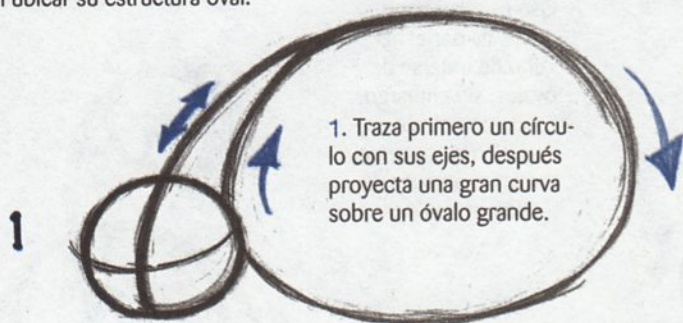 ubicar su estructura oval.
1. Traza primero un círcu-
lo con sus ejes, después
proyecta una gran curva
sobre un óvalo grande.
1